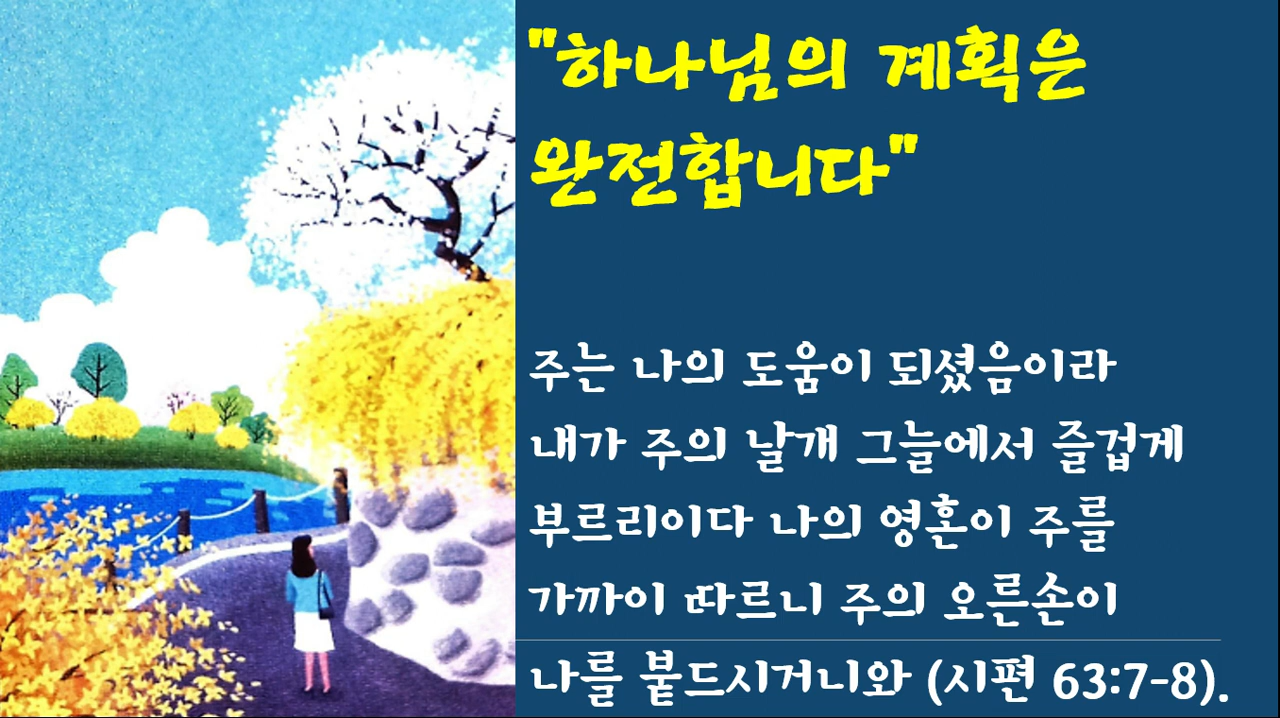 "하나님의 계획은
완전합니다"
주는 나의 도움이 되셨음이라
내가 주의 날개 그늘에서 즐겁게
부르리이다 나의 영혼이 주를
가까이 따르니 주의 오른손이
나를 붙드시거니와 (시편 63:7-8).